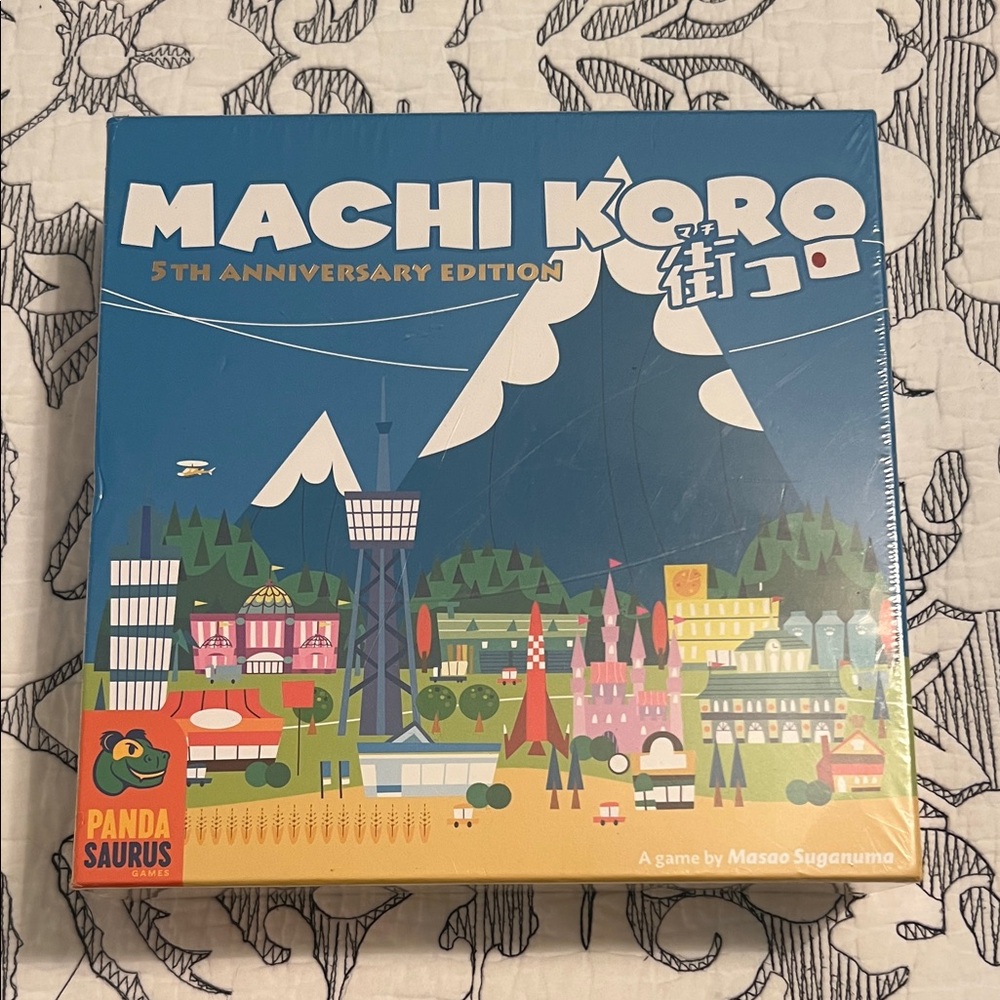 MACHI KORO
5TH ANNIVERSARY EDITION
マチ
街コロ
PANDA
SAURUS
GAMES
A game by Masao Suganuma